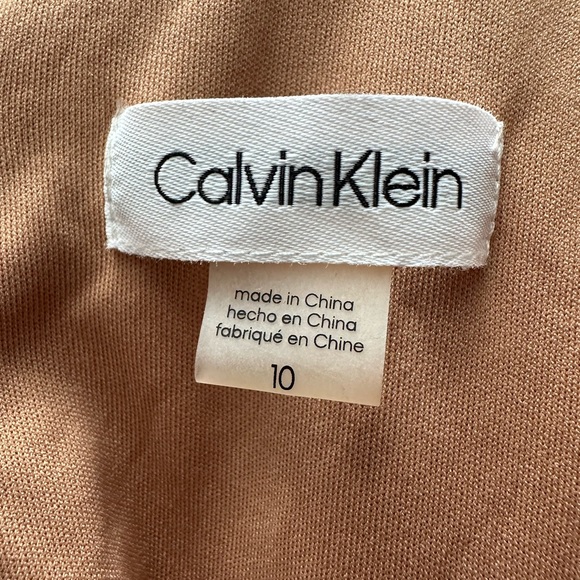 Calvin Klein
made in China
hecho en China
fabriqué en Chine
10